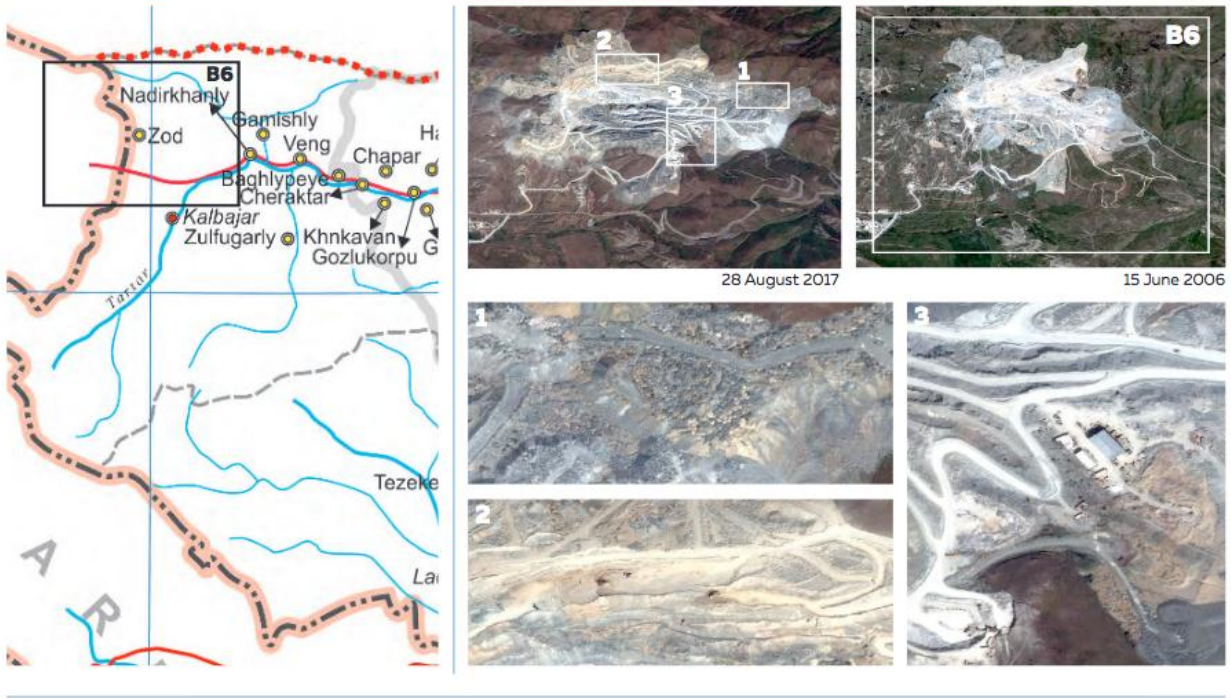 B6
Nadirkhanly
Gamishly
Ha
Zod
Veng
Chapar
Baghlypeye
Cheraktar
Kalbajar
Zulfugarly
Khnkavan
G
Gozlukorpu
Tartar
Tezeke
La
A
R
2
1
3
28 August 2017
B6
15 June 2006
1
2
3